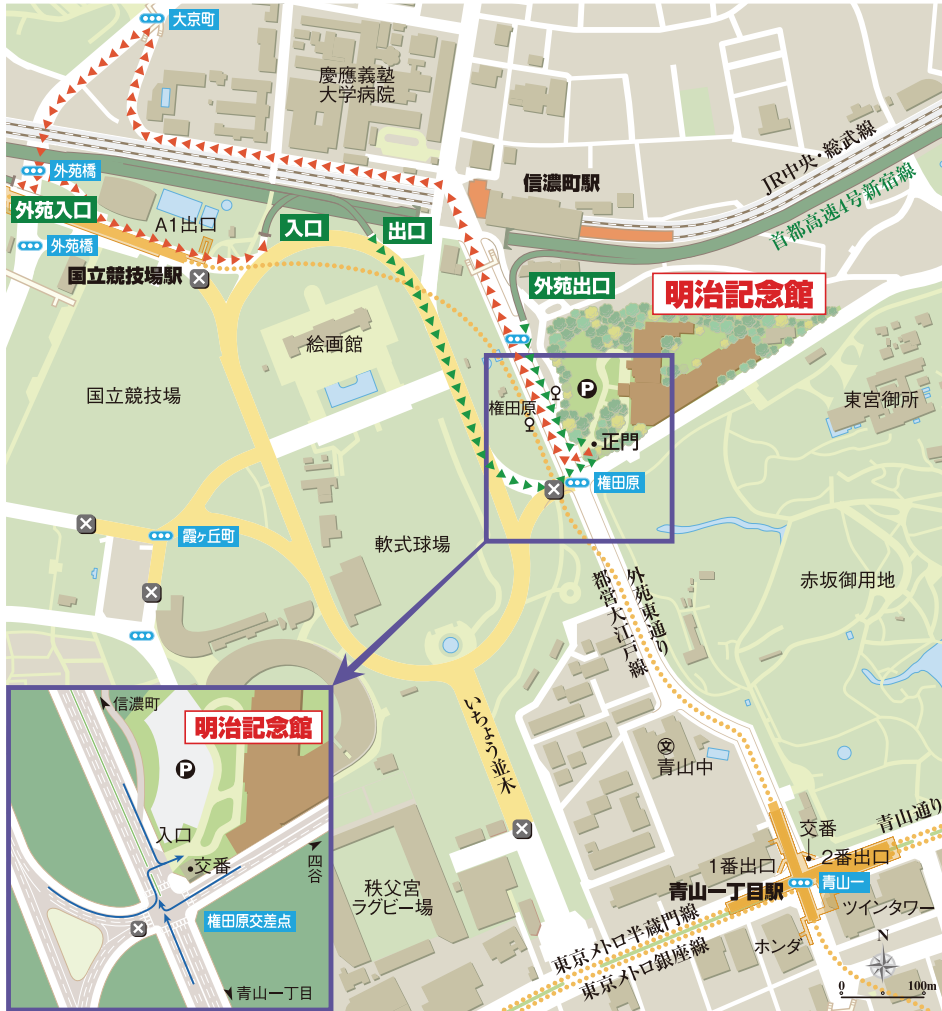 大京町
慶應義塾
大学病院
外苑橋
信濃町駅
JR中央・総武線
首都高速4号新宿線
外苑入口
A1出口
入口
出口
外苑橋
国立競技場駅
外苑出口
明治記念館
絵画館
国立競技場
P
権田原
東宮御所
正門
権田原
霞ヶ丘町
軟式球場
外苑東通り
都営大江戸線
赤坂御用地
信濃町
明治記念館
P
入口
交番
四谷
権田原交差点
青山一丁目
いちょう並木
文
青山中
秩父宮
ラグビー場
交番
青山通り
1番出口
2番出口
青山一丁目駅
青山一
ツインタワー
ホンダ
東京メトロ半蔵門線
東京メトロ銀座線
N
0
100m